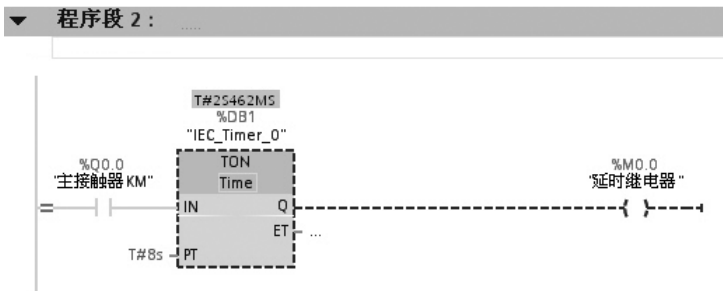 程序段 2：
.....
T#2S462MS
%DB1
"IEC_Timer_0"
%Q0.0
"主接触器 KM"
TON
Time
%M0.0
"延时继电器"
IN
Q
ET
...
T#8s
PT